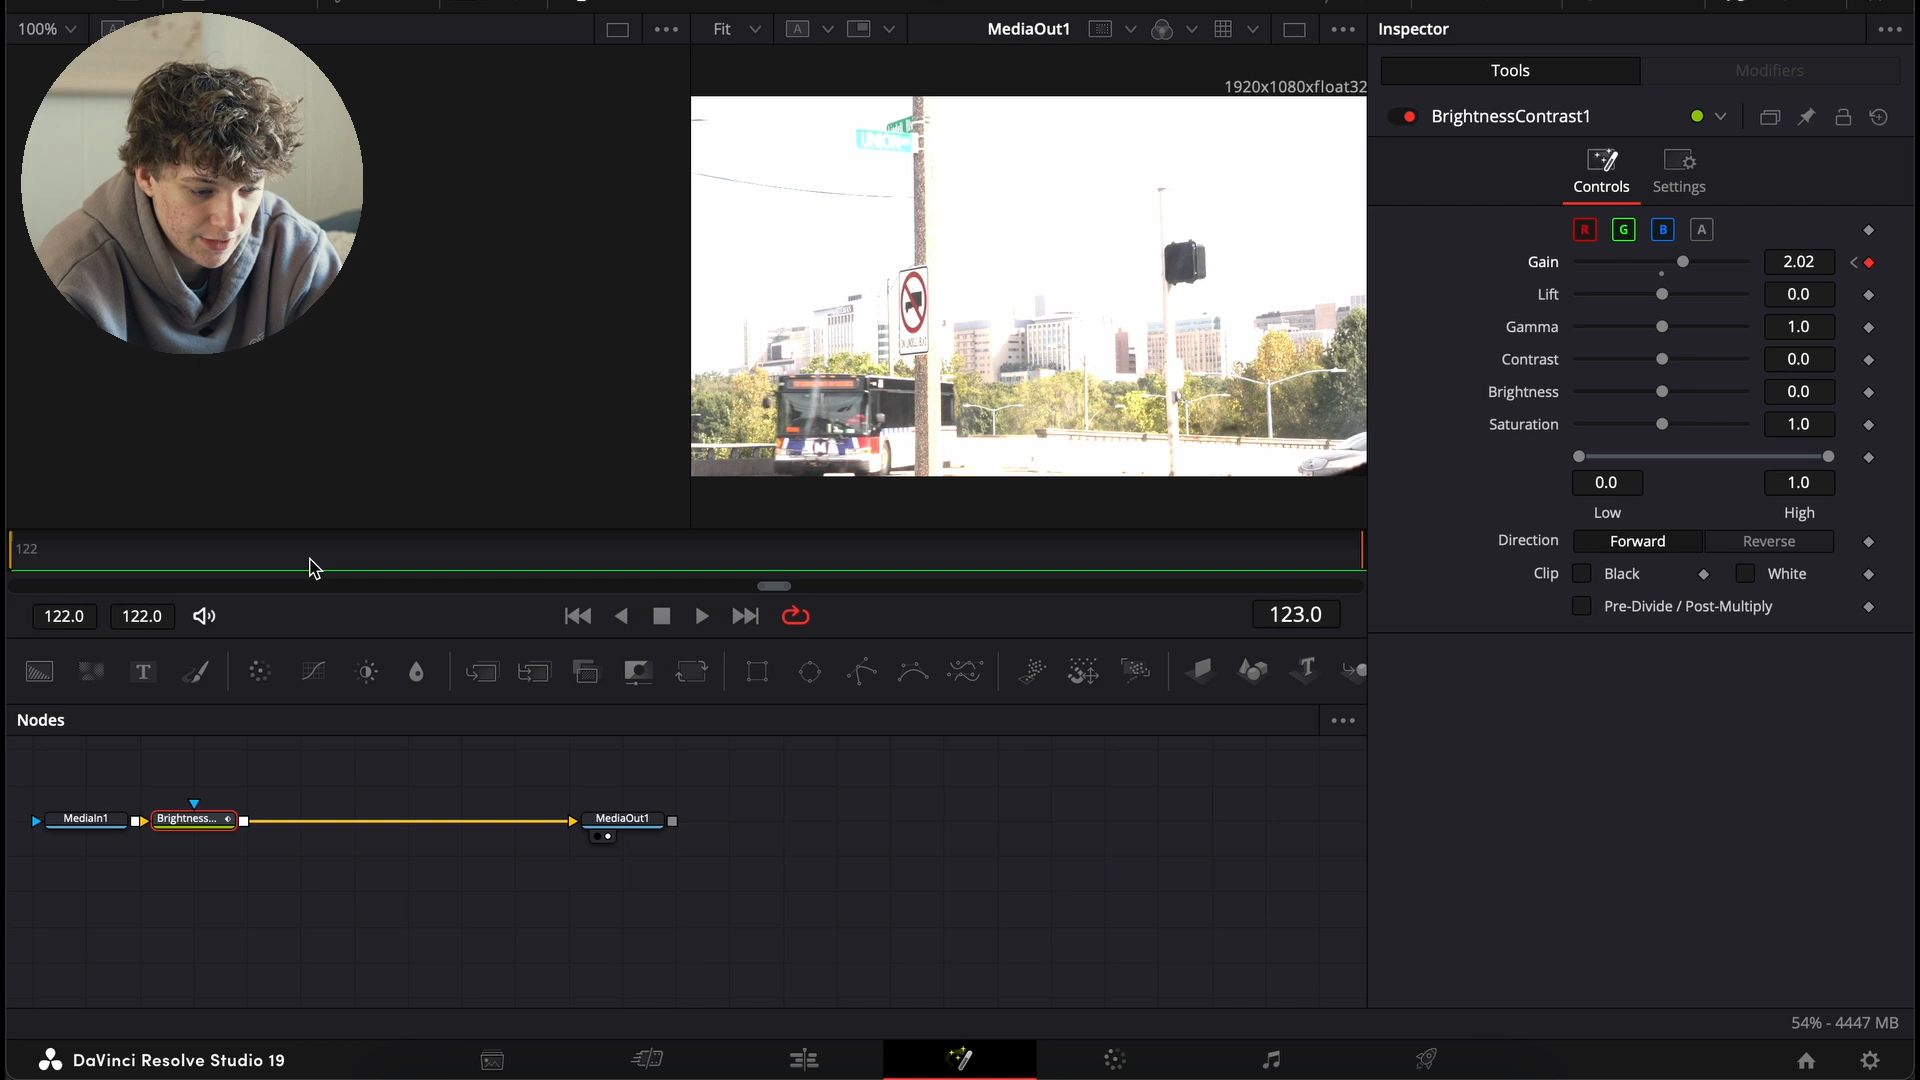 100%
A
Fit
A
MediaOut1
Inspector
1920x1080xfloat32
Tools
Modifiers
BrightnessContrast1
Controls
Settings
R
G
B
A
Gain
2.02
Lift
0.0
Gamma
1.0
Contrast
0.0
Brightness
0.0
Saturation
1.0
0.0
1.0
Low
High
Direction
Forward
Reverse
Clip
Black
White
Pre-Divide / Post-Multiply
UNION
122
122.0
122.0
123.0
T
T
Nodes
MediaIn1
Brightness...
MediaOut1
54% - 4447 MB
DaVinci Resolve Studio 19